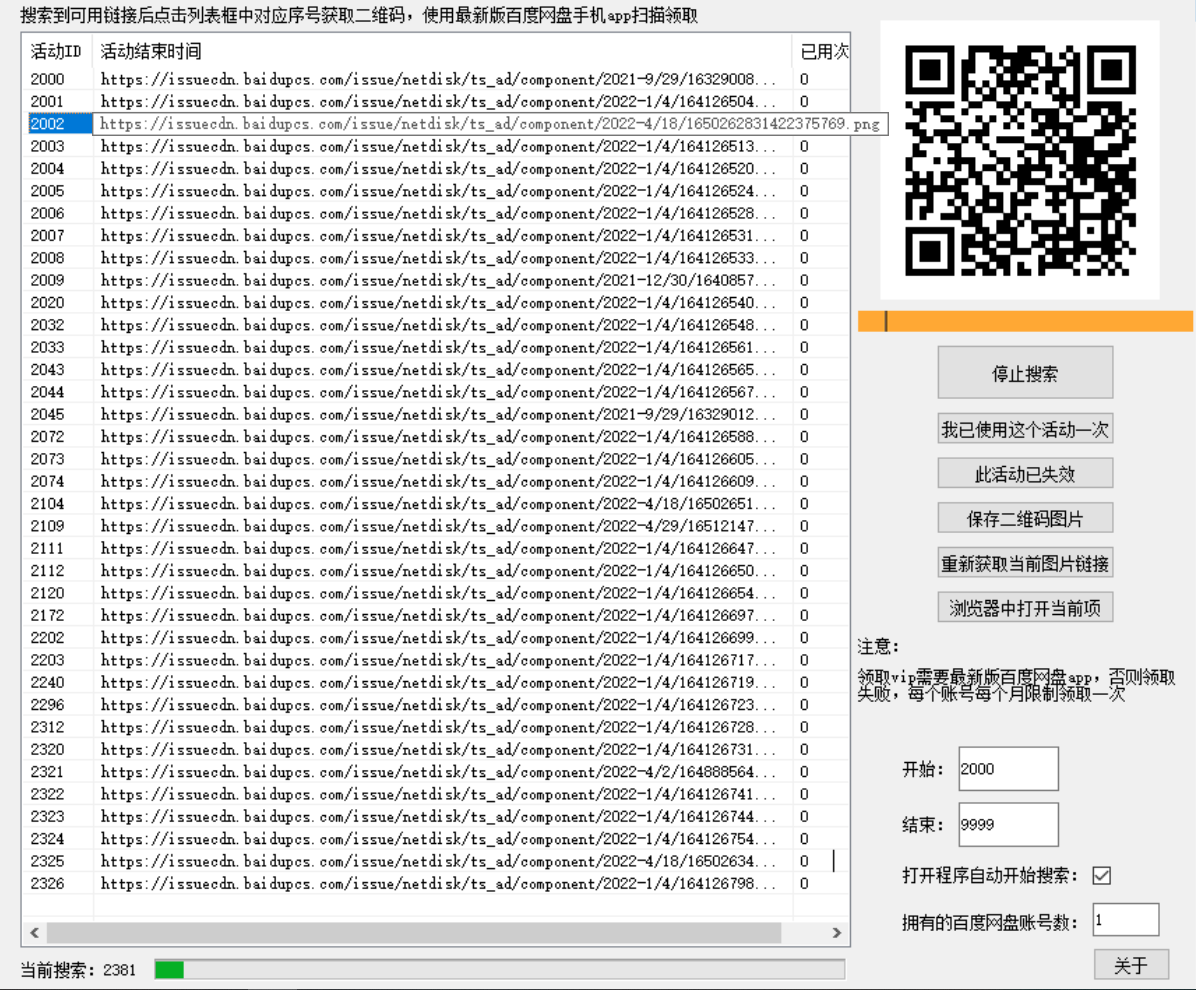 搜索到可用链接后点击列表框中对应序号获取二维码，使用最新版百度网盘手机app扫描领取
活动ID 活动结束时间 已用次
2000 https://issuecdn.baidupcs.com/issue/netdisk/ts_ad/component/2021-9/29/16329008... 0
2001 https://issuecdn.baidupcs.com/issue/netdisk/ts_ad/component/2022-1/4/164126504... 0
2002 https://issuecdn.baidupcs.com/issue/netdisk/ts_ad/component/2022-4/18/1650262831422375769.png
2003 https://issuecdn.baidupcs.com/issue/netdisk/ts_ad/component/2022-1/4/164126513... 0
2004 https://issuecdn.baidupcs.com/issue/netdisk/ts_ad/component/2022-1/4/164126520... 0
2005 https://issuecdn.baidupcs.com/issue/netdisk/ts_ad/component/2022-1/4/164126524... 0
2006 https://issuecdn.baidupcs.com/issue/netdisk/ts_ad/component/2022-1/4/164126528... 0
2007 https://issuecdn.baidupcs.com/issue/netdisk/ts_ad/component/2022-1/4/164126531... 0
2008 https://issuecdn.baidupcs.com/issue/netdisk/ts_ad/component/2022-1/4/164126533... 0
2009 https://issuecdn.baidupcs.com/issue/netdisk/ts_ad/component/2021-12/30/1640857... 0
2020 https://issuecdn.baidupcs.com/issue/netdisk/ts_ad/component/2022-1/4/164126540... 0
2032 https://issuecdn.baidupcs.com/issue/netdisk/ts_ad/component/2022-1/4/164126548... 0
2033 https://issuecdn.baidupcs.com/issue/netdisk/ts_ad/component/2022-1/4/164126561... 0
2043 https://issuecdn.baidupcs.com/issue/netdisk/ts_ad/component/2022-1/4/164126565... 0
2044 https://issuecdn.baidupcs.com/issue/netdisk/ts_ad/component/2022-1/4/164126567... 0
2045 https://issuecdn.baidupcs.com/issue/netdisk/ts_ad/component/2021-9/29/16329012... 0
2072 https://issuecdn.baidupcs.com/issue/netdisk/ts_ad/component/2022-1/4/164126588... 0
2073 https://issuecdn.baidupcs.com/issue/netdisk/ts_ad/component/2022-1/4/164126605... 0
2074 https://issuecdn.baidupcs.com/issue/netdisk/ts_ad/component/2022-1/4/164126609... 0
2104 https://issuecdn.baidupcs.com/issue/netdisk/ts_ad/component/2022-4/18/16502651... 0
2109 https://issuecdn.baidupcs.com/issue/netdisk/ts_ad/component/2022-4/29/16512147... 0
2111 https://issuecdn.baidupcs.com/issue/netdisk/ts_ad/component/2022-1/4/164126647... 0
2112 https://issuecdn.baidupcs.com/issue/netdisk/ts_ad/component/2022-1/4/164126650... 0
2120 https://issuecdn.baidupcs.com/issue/netdisk/ts_ad/component/2022-1/4/164126654... 0
2172 https://issuecdn.baidupcs.com/issue/netdisk/ts_ad/component/2022-1/4/164126697... 0
2202 https://issuecdn.baidupcs.com/issue/netdisk/ts_ad/component/2022-1/4/164126699... 0
2203 https://issuecdn.baidupcs.com/issue/netdisk/ts_ad/component/2022-1/4/164126717... 0
2240 https://issuecdn.baidupcs.com/issue/netdisk/ts_ad/component/2022-1/4/164126719... 0
2296 https://issuecdn.baidupcs.com/issue/netdisk/ts_ad/component/2022-1/4/164126723... 0
2312 https://issuecdn.baidupcs.com/issue/netdisk/ts_ad/component/2022-1/4/164126728... 0
2320 https://issuecdn.baidupcs.com/issue/netdisk/ts_ad/component/2022-1/4/164126731... 0
2321 https://issuecdn.baidupcs.com/issue/netdisk/ts_ad/component/2022-4/2/164888564... 0
2322 https://issuecdn.baidupcs.com/issue/netdisk/ts_ad/component/2022-1/4/164126741... 0
2323 https://issuecdn.baidupcs.com/issue/netdisk/ts_ad/component/2022-1/4/164126744... 0
2324 https://issuecdn.baidupcs.com/issue/netdisk/ts_ad/component/2022-1/4/164126754... 0
2325 https://issuecdn.baidupcs.com/issue/netdisk/ts_ad/component/2022-4/18/16502634... 0
2326 https://issuecdn.baidupcs.com/issue/netdisk/ts_ad/component/2022-1/4/164126798... 0
当前搜索：2381
停止搜索
我已使用这个活动一次
此活动已失效
保存二维码图片
重新获取当前图片链接
浏览器中打开当前项
注意：
领取vip需要最新版百度网盘app，否则领取
失败，每个账号每个月限制领取一次
开始：2000
结束：9999
打开程序自动开始搜索：
拥有的百度网盘账号数：1
关于